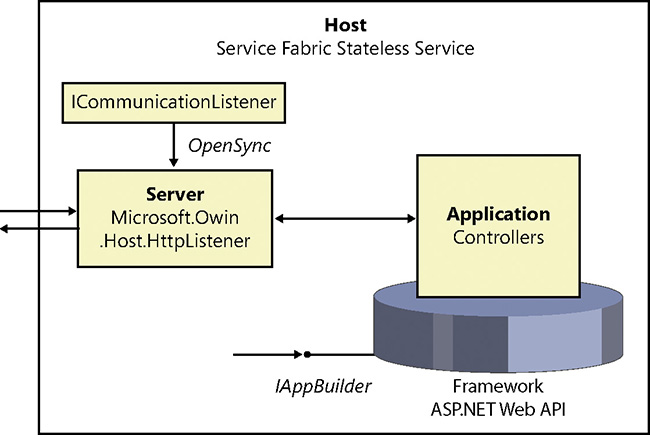 Host
Service Fabric Stateless Service
ICommunicationListener
OpenSync
Server
Microsoft.Owin
.Host.HttpListener
Application
Controllers
IAppBuilder
Framework
ASP.NET Web API